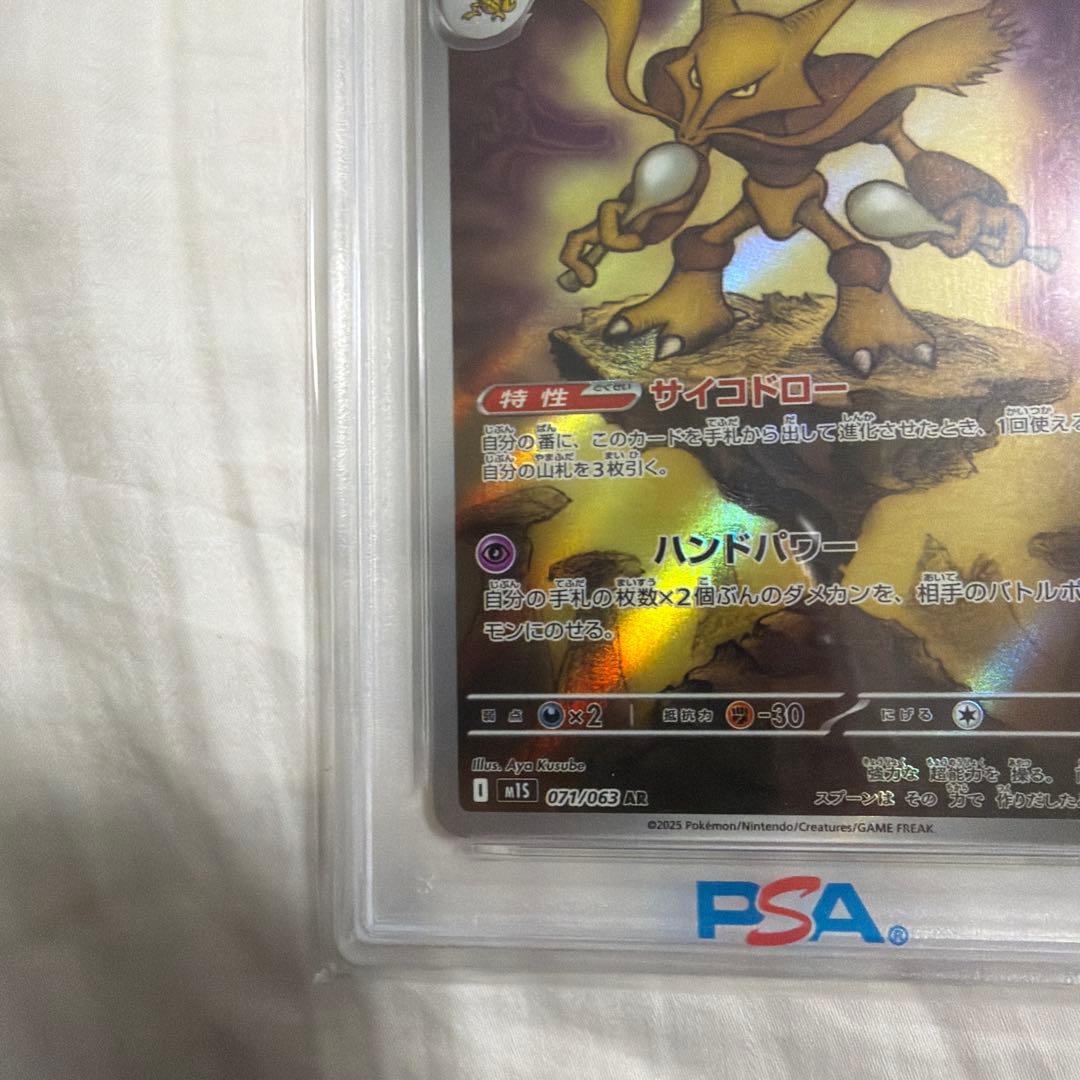 特性 とくせい サイコドロー
自分の番に、このカードを手札から出して進化させたとき、1回使える
自分の山札を3枚引く。
ハンドパワー
自分の手札の枚数×2個ぶんのダメカンを、相手のバトルポ
モンにのせる。
弱点 ×2 抵抗力 -30 にげる
Illus. Aya Kusube
強力な 超能力を 操る。
I m1S 071/063 AR
スプーンは その 力で 作りだした
©2025 Pokémon/Nintendo/Creatures/GAME FREAK
PSA®